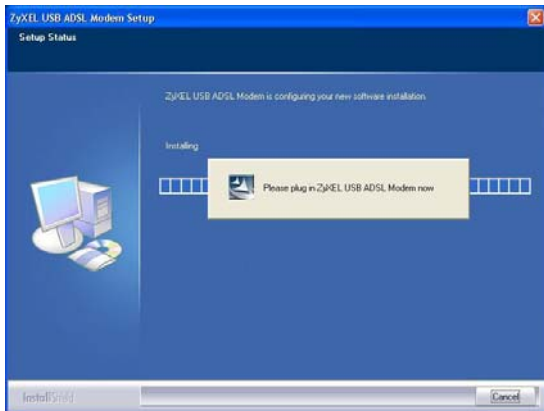 ZyXEL USB ADSL Modem Setup
Setup Status
ZyXEL USB ADSL Modem is configuring your new software installation.
Installing
Please plug in ZyXEL USB ADSL Modem now
InstallShield
Cancel